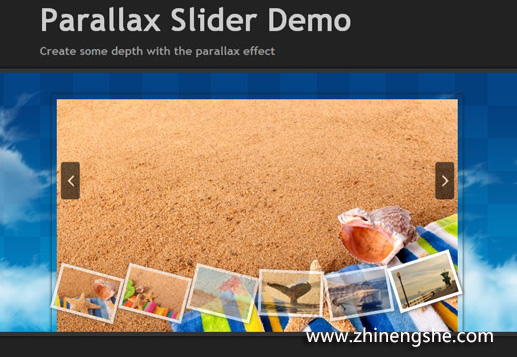 Parallax Slider Demo
Create some depth with the parallax effect
www.zhinengshe.com